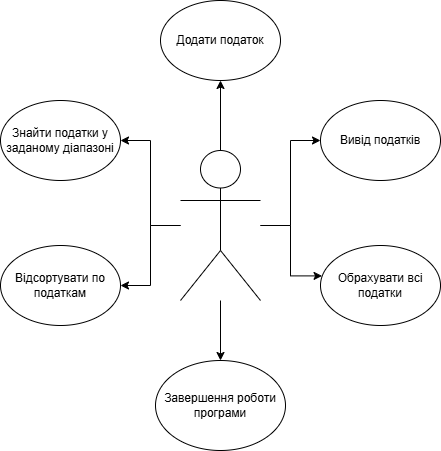 Додати податок
Знайти податки у
заданому діапазоні
Вивід податків
Відсортувати по
податкам
Обрахувати всі
податки
Завершення роботи
програми